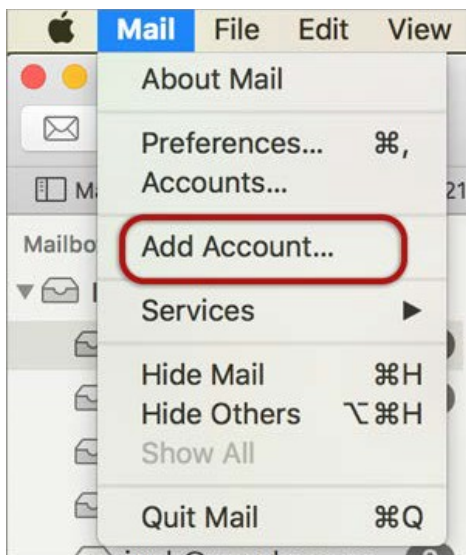 Mail File Edit View
About Mail
Preferences... ⌘,
Accounts...
21
Mailbo
Add Account...
Services ▶
Hide Mail ⌘H
Hide Others ⌥⌘H
Show All
Quit Mail ⌘Q